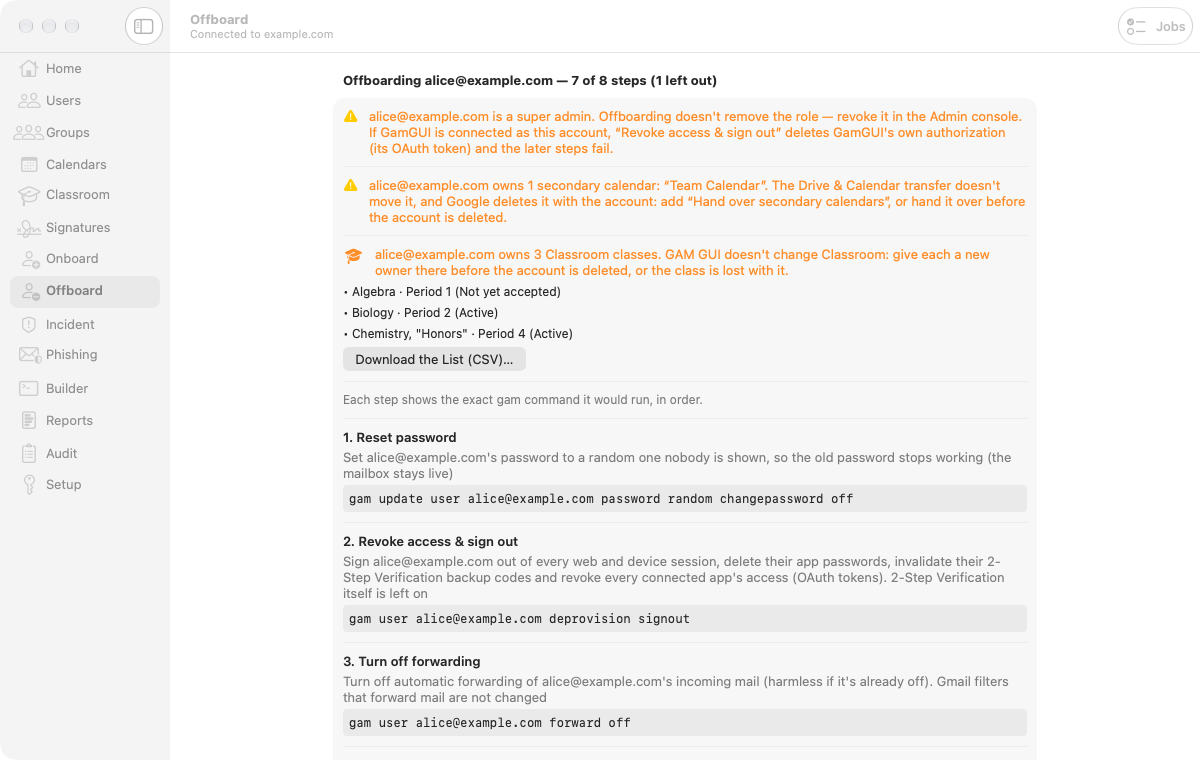 Offboard
Connected to example.com
Jobs
Home
Users
Groups
Calendars
Classroom
Signatures
Onboard
Offboard
Incident
Phishing
Builder
Reports
Audit
Setup
Offboarding alice@example.com — 7 of 8 steps (1 left out)
alice@example.com is a super admin. Offboarding doesn't remove the role — revoke it in the Admin console.
If GamGUI is connected as this account, “Revoke access & sign out” deletes GamGUI's own authorization
(its OAuth token) and the later steps fail.
alice@example.com owns 1 secondary calendar: “Team Calendar”. The Drive & Calendar transfer doesn't
move it, and Google deletes it with the account: add “Hand over secondary calendars”, or hand it over before
the account is deleted.
alice@example.com owns 3 Classroom classes. GAM GUI doesn't change Classroom: give each a new
owner there before the account is deleted, or the class is lost with it.
• Algebra · Period 1 (Not yet accepted)
• Biology · Period 2 (Active)
• Chemistry, "Honors" · Period 4 (Active)
Download the List (CSV)…
Each step shows the exact gam command it would run, in order.
1. Reset password
Set alice@example.com's password to a random one nobody is shown, so the old password stops working (the
mailbox stays live)
gam update user alice@example.com password random changepassword off
2. Revoke access & sign out
Sign alice@example.com out of every web and device session, delete their app passwords, invalidate their 2-
Step Verification backup codes and revoke every connected app's access (OAuth tokens). 2-Step Verification
itself is left on
gam user alice@example.com deprovision signout
3. Turn off forwarding
Turn off automatic forwarding of alice@example.com's incoming mail (harmless if it's already off). Gmail filters
that forward mail are not changed
gam user alice@example.com forward off